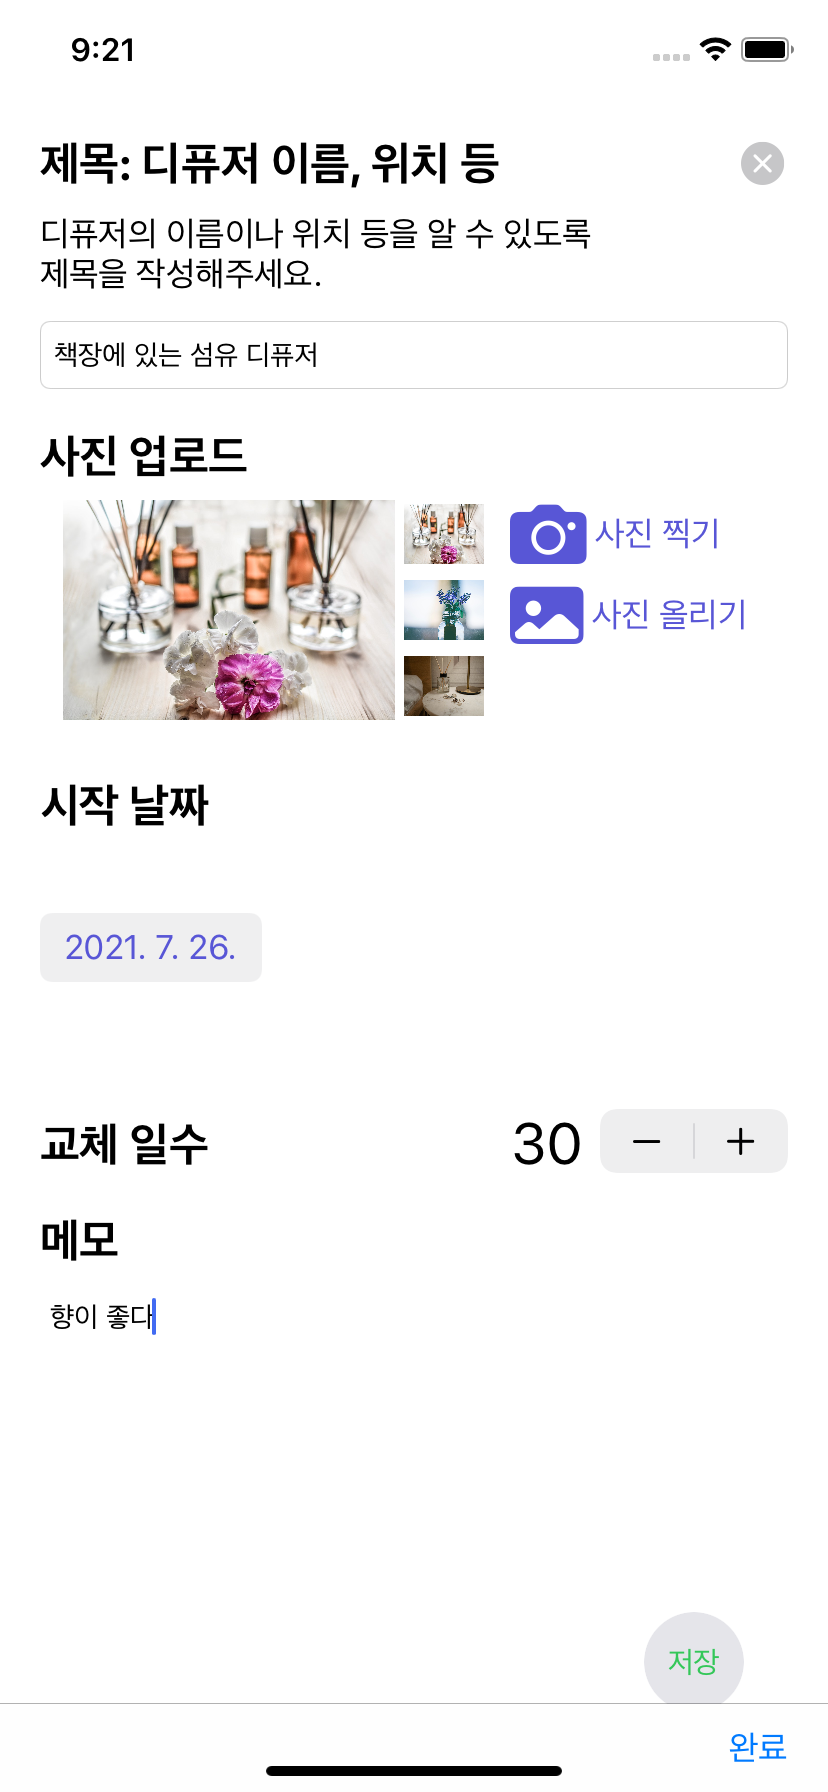 9:21
제목: 디퓨저 이름, 위치 등
디퓨저의 이름이나 위치 등을 알 수 있도록
제목을 작성해주세요.
책장에 있는 섬유 디퓨저
사진 업로드
사진 찍기
사진 올리기
시작 날짜
2021. 7. 26.
교체 일수
30
메모
향이 좋다
저장
완료